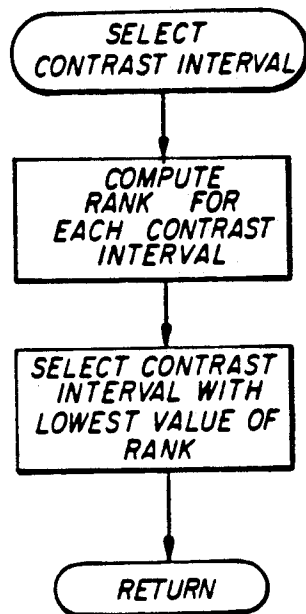 SELECT
CONTRAST INTERVAL
COMPUTE
RANK FOR
EACH CONTRAST
INTERVAL
SELECT CONTRAST
INTERVAL WITH
LOWEST VALUE OF
RANK
RETURN